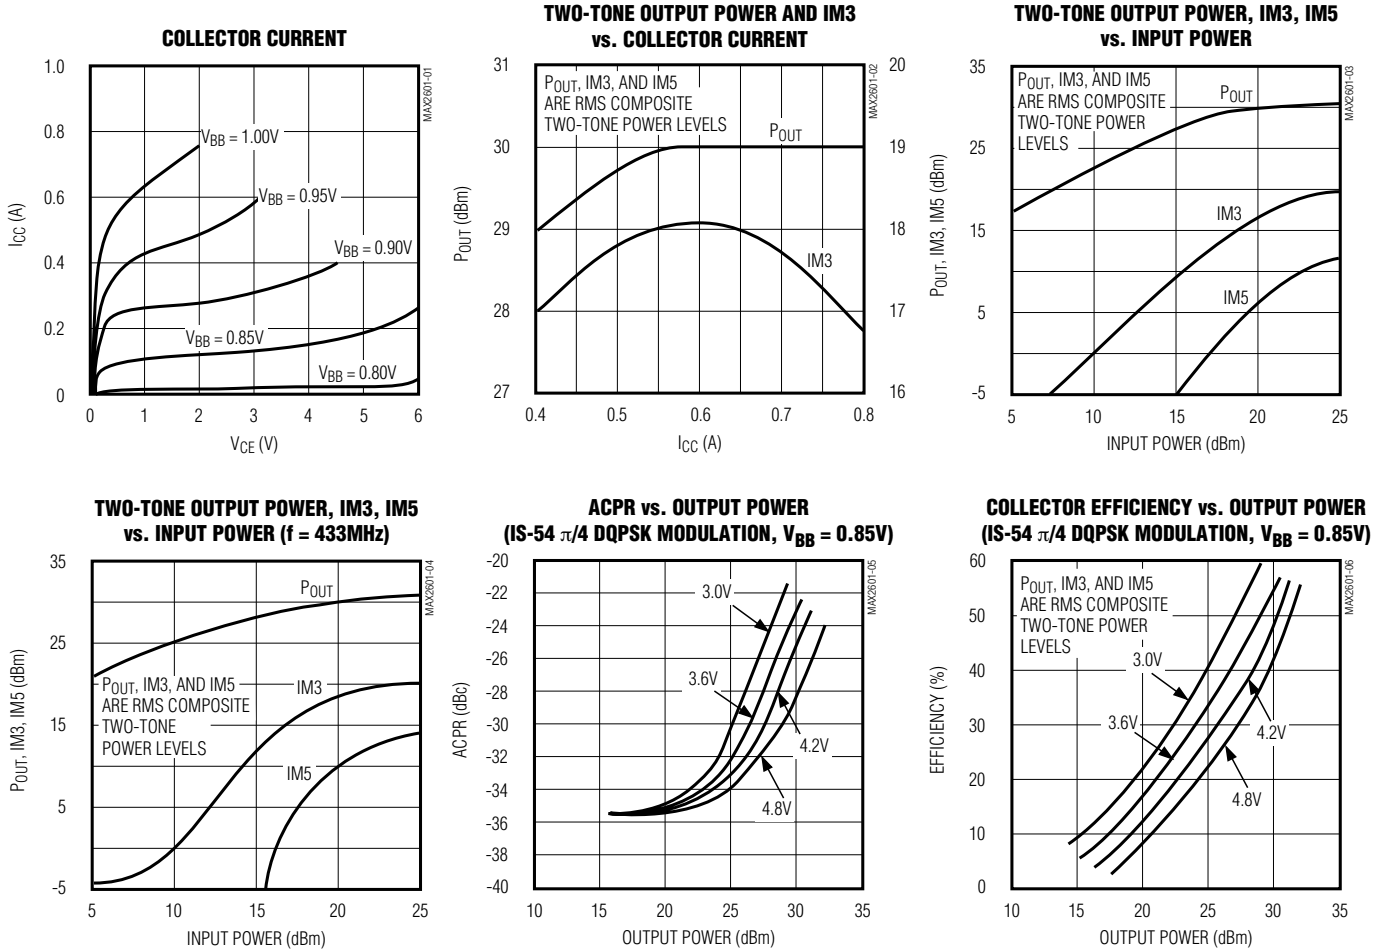 COLLECTOR CURRENT
1.0
0.8
0.6
0.4
0.2
0
ICC (A)
VBB = 1.00V
VBB = 0.95V
VBB = 0.90V
VBB = 0.85V
VBB = 0.80V
0 1 2 3 4 5 6
VCE (V)
MAX2601-01
TWO-TONE OUTPUT POWER AND IM3
vs. COLLECTOR CURRENT
31
30
29
28
27
POUT (dBm)
POUT, IM3, AND IM5
ARE RMS COMPOSITE
TWO-TONE POWER LEVELS
POUT
IM3
20
19
18
17
16
0.4 0.5 0.6 0.7 0.8
ICC (A)
MAX2601-02
TWO-TONE OUTPUT POWER, IM3, IM5
vs. INPUT POWER
35
25
15
5
-5
POUT, IM3, IM5 (dBm)
POUT, IM3, AND IM5
ARE RMS COMPOSITE
TWO-TONE POWER
LEVELS
POUT
IM3
IM5
5 10 15 20 25
INPUT POWER (dBm)
MAX2601-03
TWO-TONE OUTPUT POWER, IM3, IM5
vs. INPUT POWER (f = 433MHz)
35
25
15
5
-5
POUT, IM3, IM5 (dBm)
POUT
POUT, IM3, AND IM5
ARE RMS COMPOSITE
TWO-TONE
POWER LEVELS
IM3
IM5
5 10 15 20 25
INPUT POWER (dBm)
MAX2601-04
ACPR vs. OUTPUT POWER
(IS-54 π/4 DQPSK MODULATION, VBB = 0.85V)
-20
-22
-24
-26
-28
-30
-32
-34
-36
-38
-40
ACPR (dBc)
3.0V
3.6V
4.2V
4.8V
10 15 20 25 30 35
OUTPUT POWER (dBm)
MAX2601-05
COLLECTOR EFFICIENCY vs. OUTPUT POWER
(IS-54 π/4 DQPSK MODULATION, VBB = 0.85V)
60
50
40
30
20
10
0
EFFICIENCY (%)
POUT, IM3, AND IM5
ARE RMS COMPOSITE
TWO-TONE POWER
LEVELS
3.0V
3.6V
4.2V
4.8V
10 15 20 25 30 35
OUTPUT POWER (dBm)
MAX2601-06